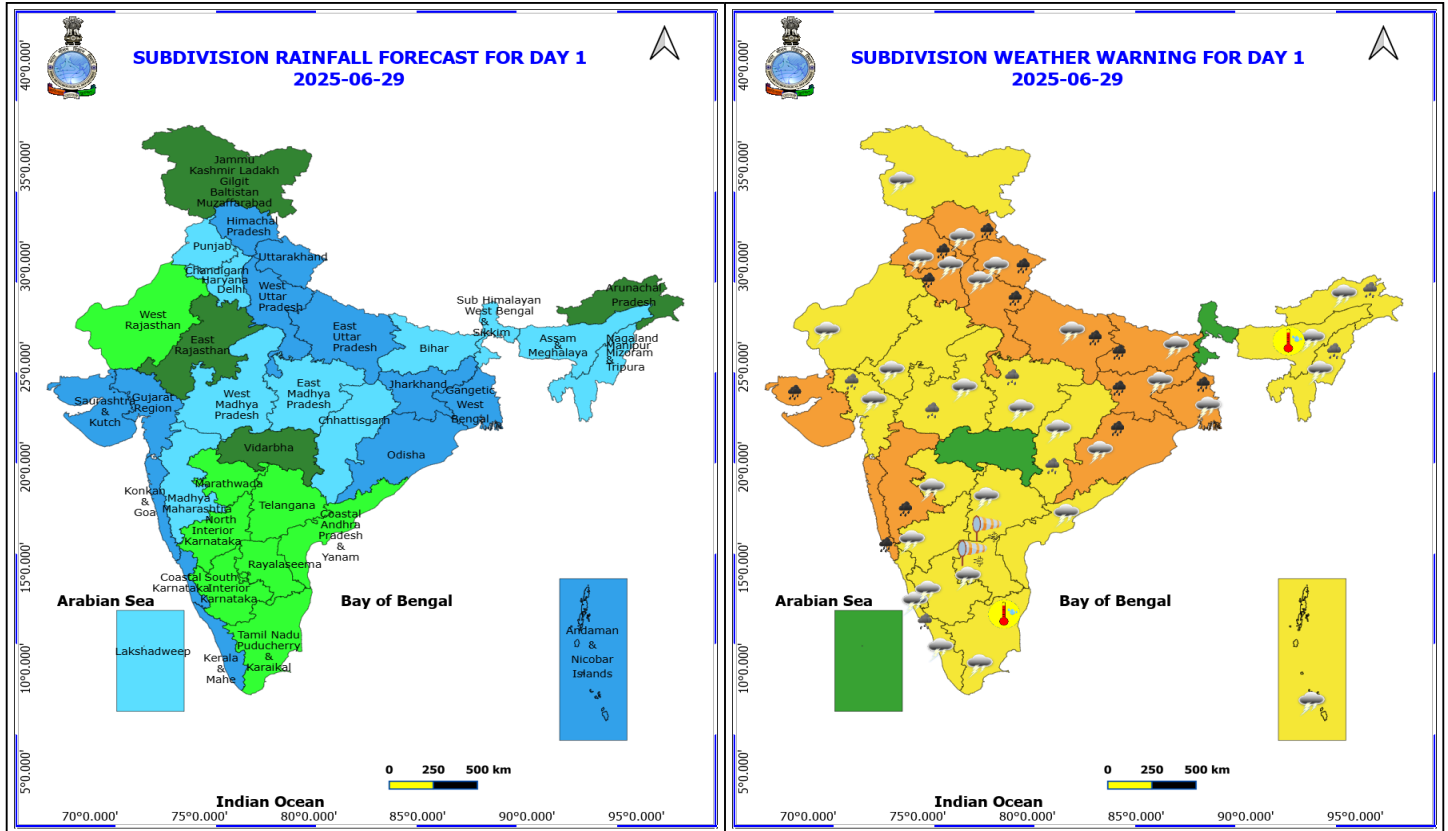 SUBDIVISION RAINFALL FORECAST FOR DAY 1
2025-06-29
40°0.000'
35°0.000'
30°0.000'
25°0.000'
20°0.000'
15°0.000'
10°0.000'
5°0.000'
Jammu
Kashmir Ladakh
Gilgit
Baltistan
Muzaffarabad
Himachal
Pradesh
Punjab
Uttarakhand
Chandigarh
Haryana
Delhi
West
Uttar
Pradesh
West
Rajasthan
East
Rajasthan
East
Uttar
Pradesh
Bihar
Sub Himalayan
West Bengal
&
Sikkim
Arunachal
Pradesh
Assam
&
Meghalaya
Nagaland
Manipur
Mizoram
&
Tripura
Saurashtra
&
Kutch
Gujarat
Region
West
Madhya
Pradesh
East
Madhya
Pradesh
Jharkhand
Gangetic
West
Bengal
Chhattisgarh
Odisha
Vidarbha
Konkan
&
Goa
Madhya
Maharashtra
Marathwada
Telangana
North
Interior
Karnataka
Coastal
Andhra
Pradesh
&
Yanam
Rayalaseema
Coastal
Karnataka
South
Interior
Karnataka
Tamil Nadu
Puducherry
&
Karaikal
Kerala
&
Mahe
Lakshadweep
Andaman
&
Nicobar
Islands
Arabian Sea
Bay of Bengal
0 250 500 km
Indian Ocean
70°0.000' 75°0.000' 80°0.000' 85°0.000' 90°0.000' 95°0.000'
SUBDIVISION WEATHER WARNING FOR DAY 1
2025-06-29
40°0.000'
35°0.000'
30°0.000'
25°0.000'
20°0.000'
15°0.000'
10°0.000'
5°0.000'
Arabian Sea
Bay of Bengal
0 250 500 km
Indian Ocean
70°0.000' 75°0.000' 80°0.000' 85°0.000' 90°0.000' 95°0.000'